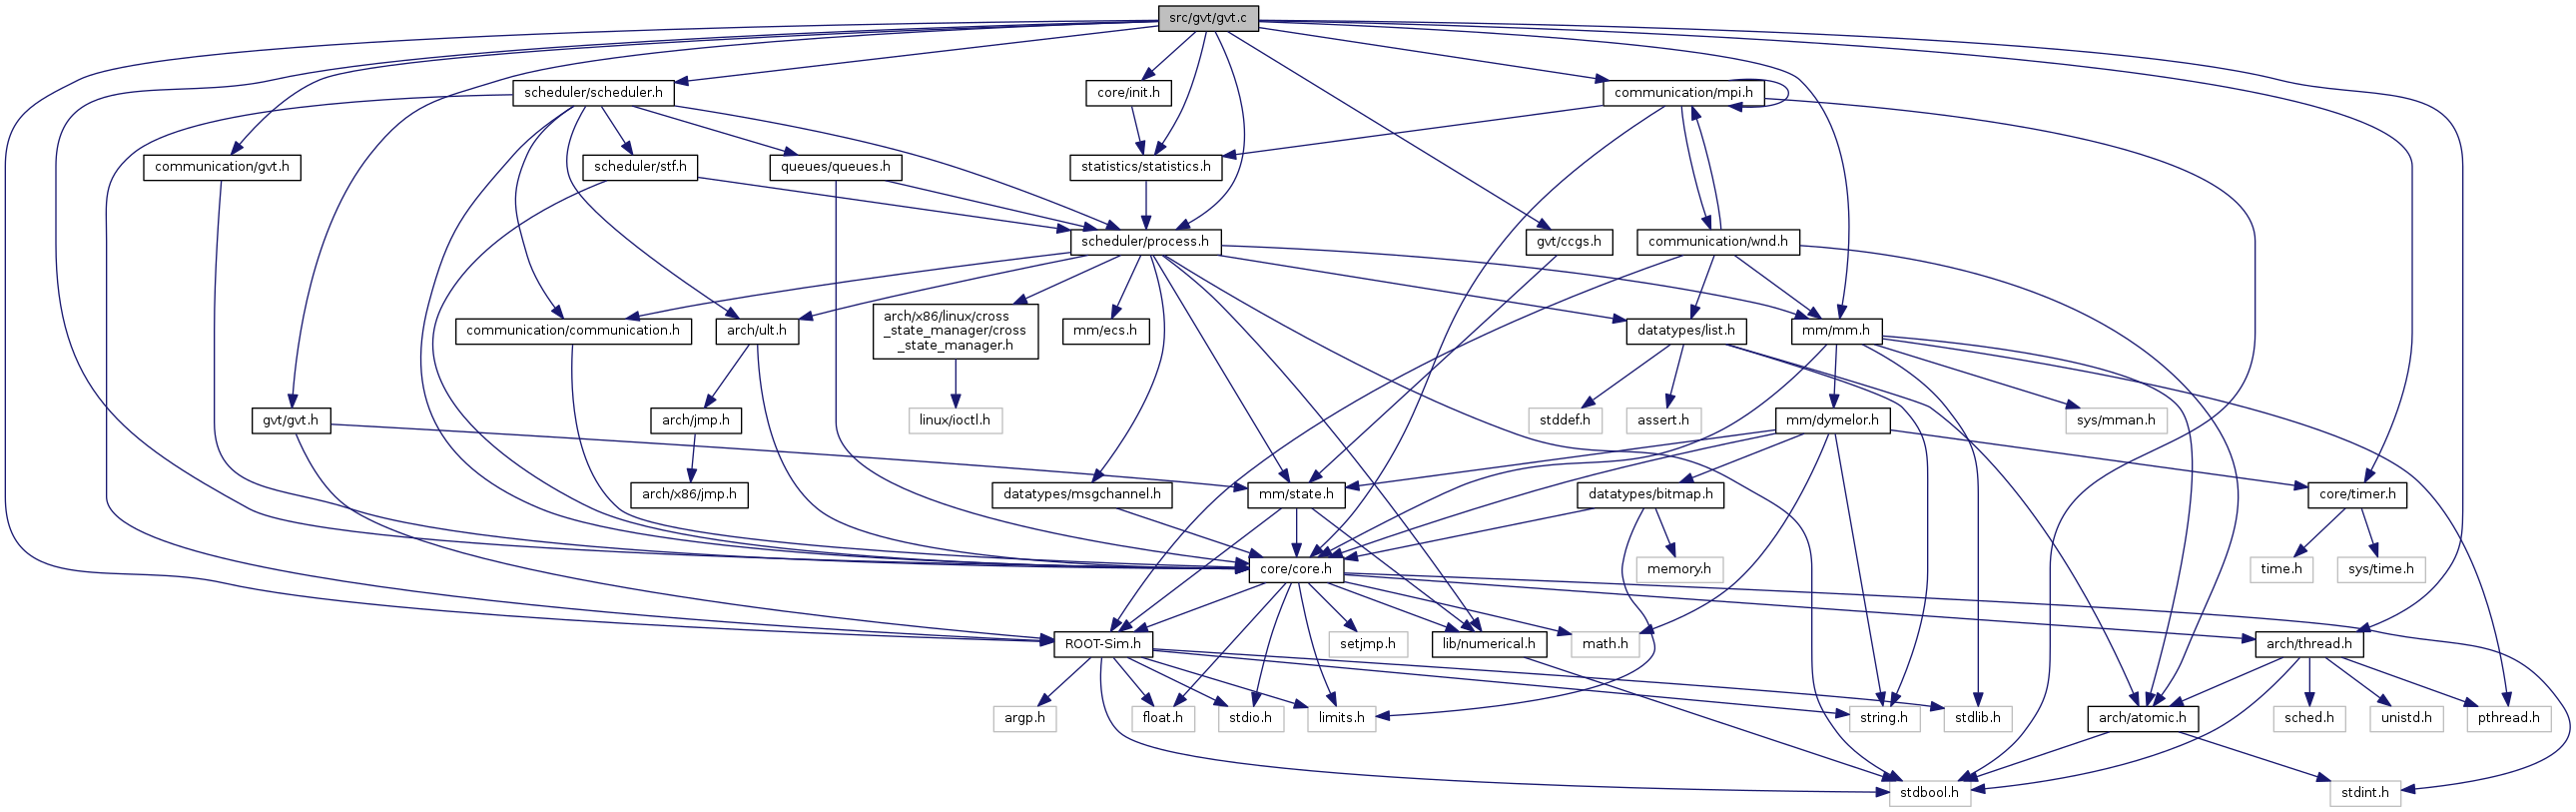 src/gvt/gvt.c
scheduler/scheduler.h
core/init.h
communication/mpi.h
communication/gvt.h
scheduler/stf.h
queues/queues.h
statistics/statistics.h
scheduler/process.h
gvt/ccgs.h
communication/wnd.h
communication/communication.h
arch/ult.h
arch/x86/linux/cross
_state_manager/cross
_state_manager.h
mm/ecs.h
datatypes/list.h
mm/mm.h
gvt/gvt.h
arch/jmp.h
linux/ioctl.h
stddef.h
assert.h
mm/dymelor.h
sys/mman.h
arch/x86/jmp.h
datatypes/msgchannel.h
mm/state.h
datatypes/bitmap.h
core/timer.h
core/core.h
memory.h
time.h
sys/time.h
ROOT-Sim.h
setjmp.h
lib/numerical.h
math.h
arch/thread.h
argp.h
float.h
stdio.h
limits.h
string.h
stdlib.h
arch/atomic.h
sched.h
unistd.h
pthread.h
stdbool.h
stdint.h